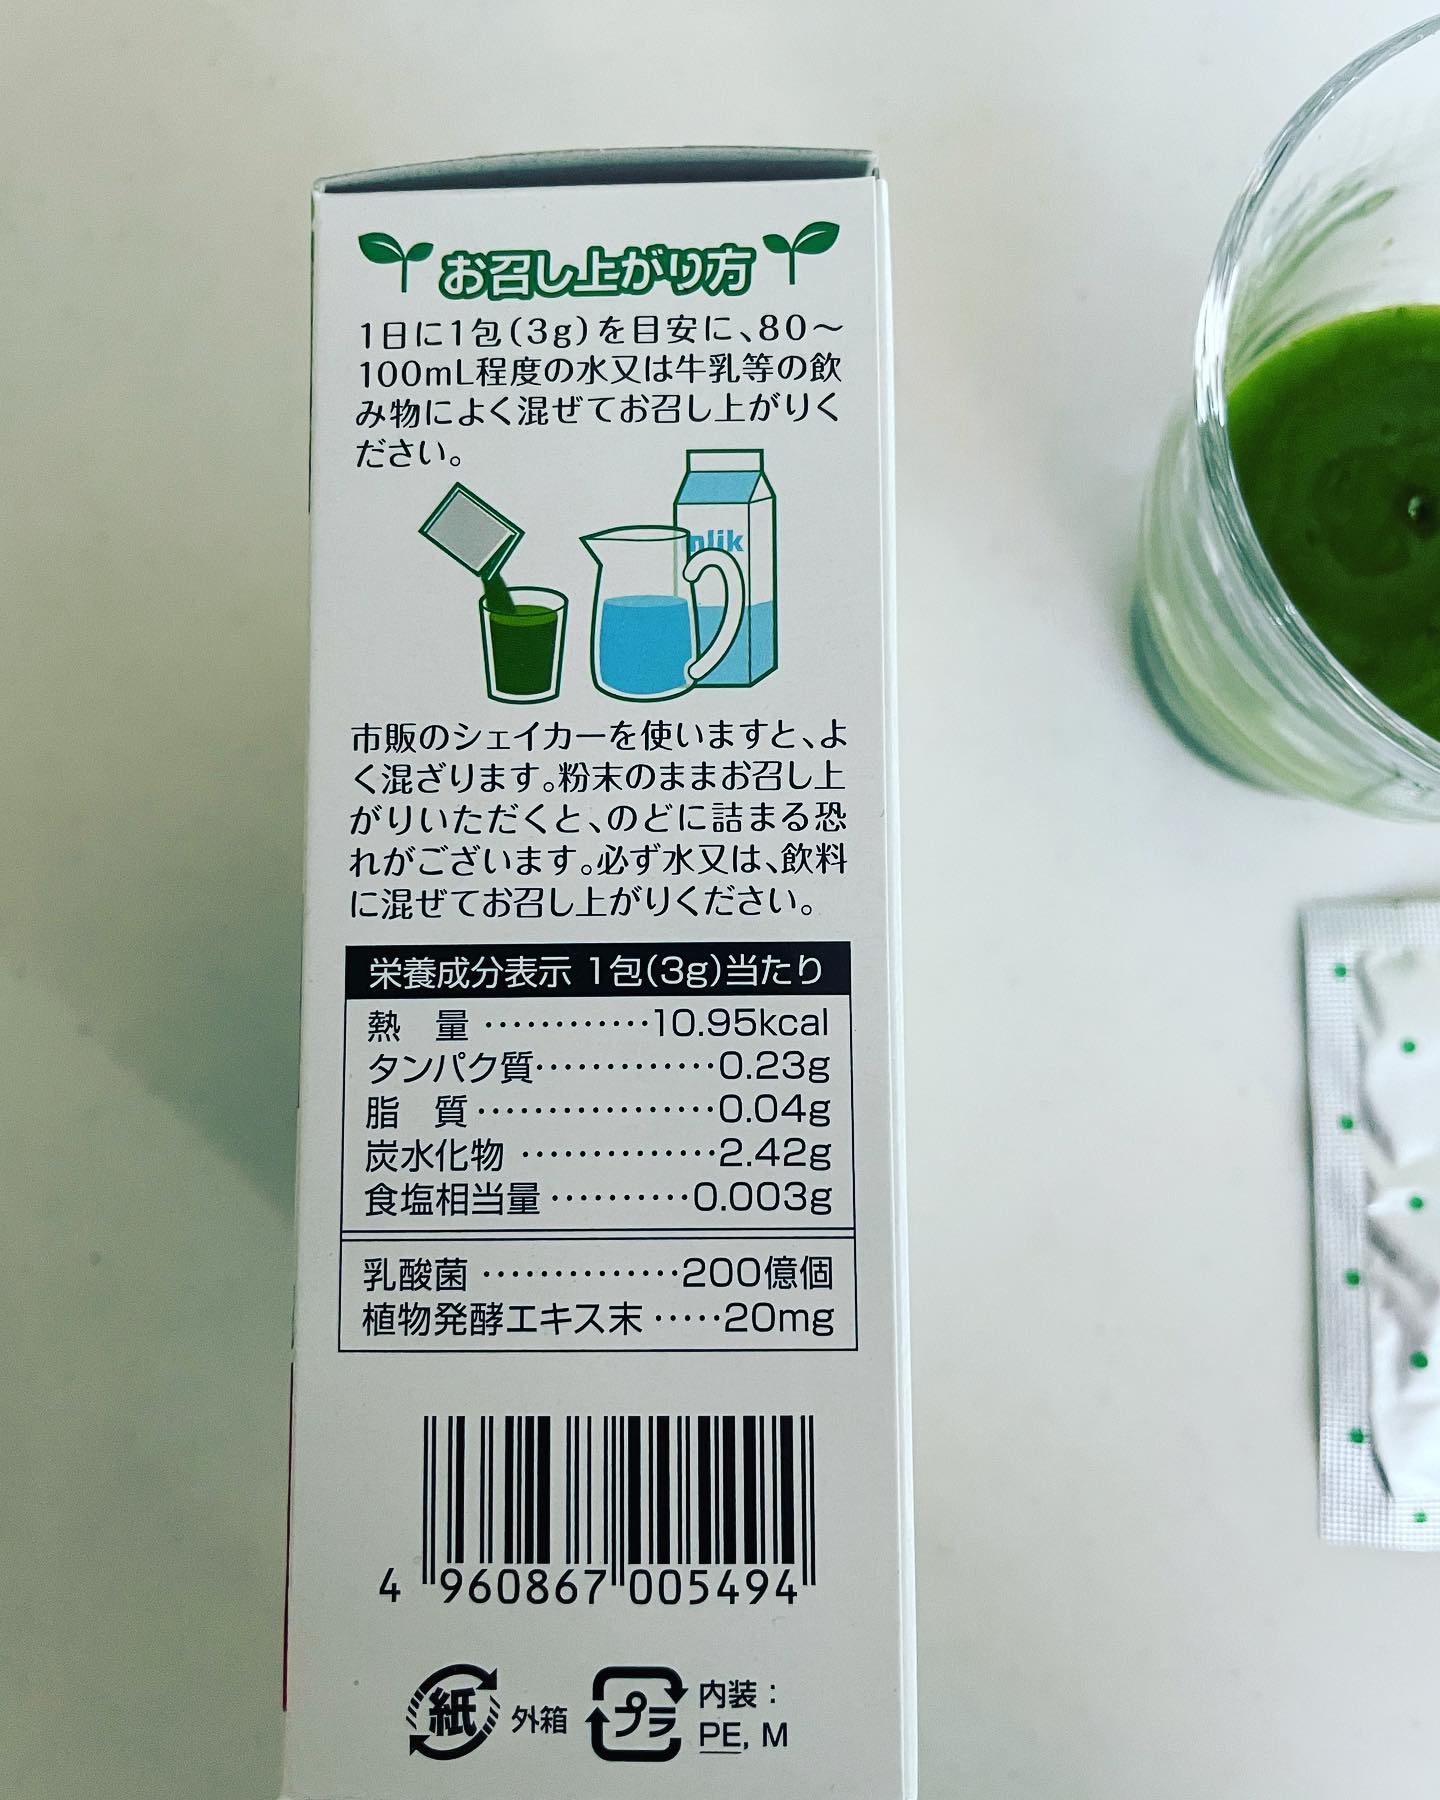 お召し上がり方
1日に1包(3g)を目安に、80〜
100mL程度の水又は牛乳等の飲
み物によく混ぜてお召し上がりく
ださい。
mlik
市販のシェイカーを使いますと、よ
く混ざります。粉末のままお召し上
がりいただくと、のどに詰まる恐
れがございます。必ず水又は、飲料
に混ぜてお召し上がりください。
栄養成分表示 1包(3g)当たり
熱 量 …………10.95kcal
タンパク質…………0.23g
脂 質………………0.04g
炭水化物 ……………2.42g
食塩相当量 ………0.003g
乳酸菌 ……………200億個
植物発酵エキス末 ……20mg
4 960867 005494
紙 外箱 プラ 内装：
PE, M